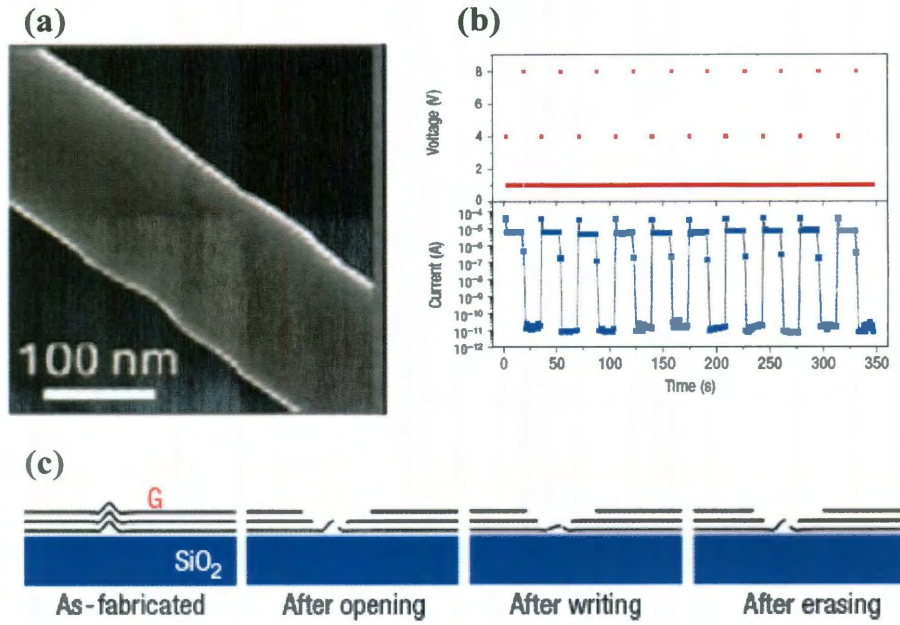 (a)
100 nm
(b)
Voltage (V)
8
6
4
2
0
Current (A)
10⁻⁴
10⁻⁵
10⁻⁶
10⁻⁷
10⁻⁸
10⁻⁹
10⁻¹⁰
10⁻¹¹
10⁻¹²
0 50 100 150 200 250 300 350
Time (s)
(c)
G
SiO₂
As-fabricated After opening After writing After erasing